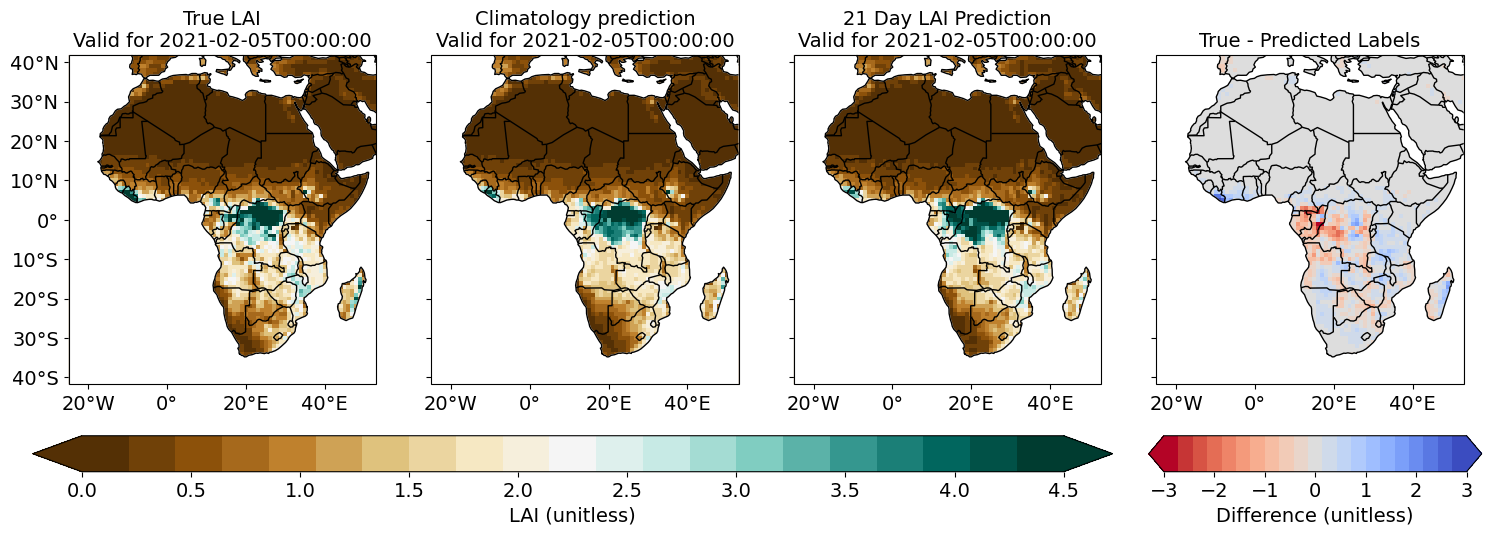 True LAI
Valid for 2021-02-05T00:00:00
Climatology prediction
Valid for 2021-02-05T00:00:00
21 Day LAI Prediction
Valid for 2021-02-05T00:00:00
True - Predicted Labels
40°N
30°N
20°N
10°N
0°
10°S
20°S
30°S
40°S
20°W 0° 20°E 40°E
20°W 0° 20°E 40°E
20°W 0° 20°E 40°E
20°W 0° 20°E 40°E
0.0 0.5 1.0 1.5 2.0 2.5 3.0 3.5 4.0 4.5
LAI (unitless)
−3 −2 −1 0 1 2 3
Difference (unitless)